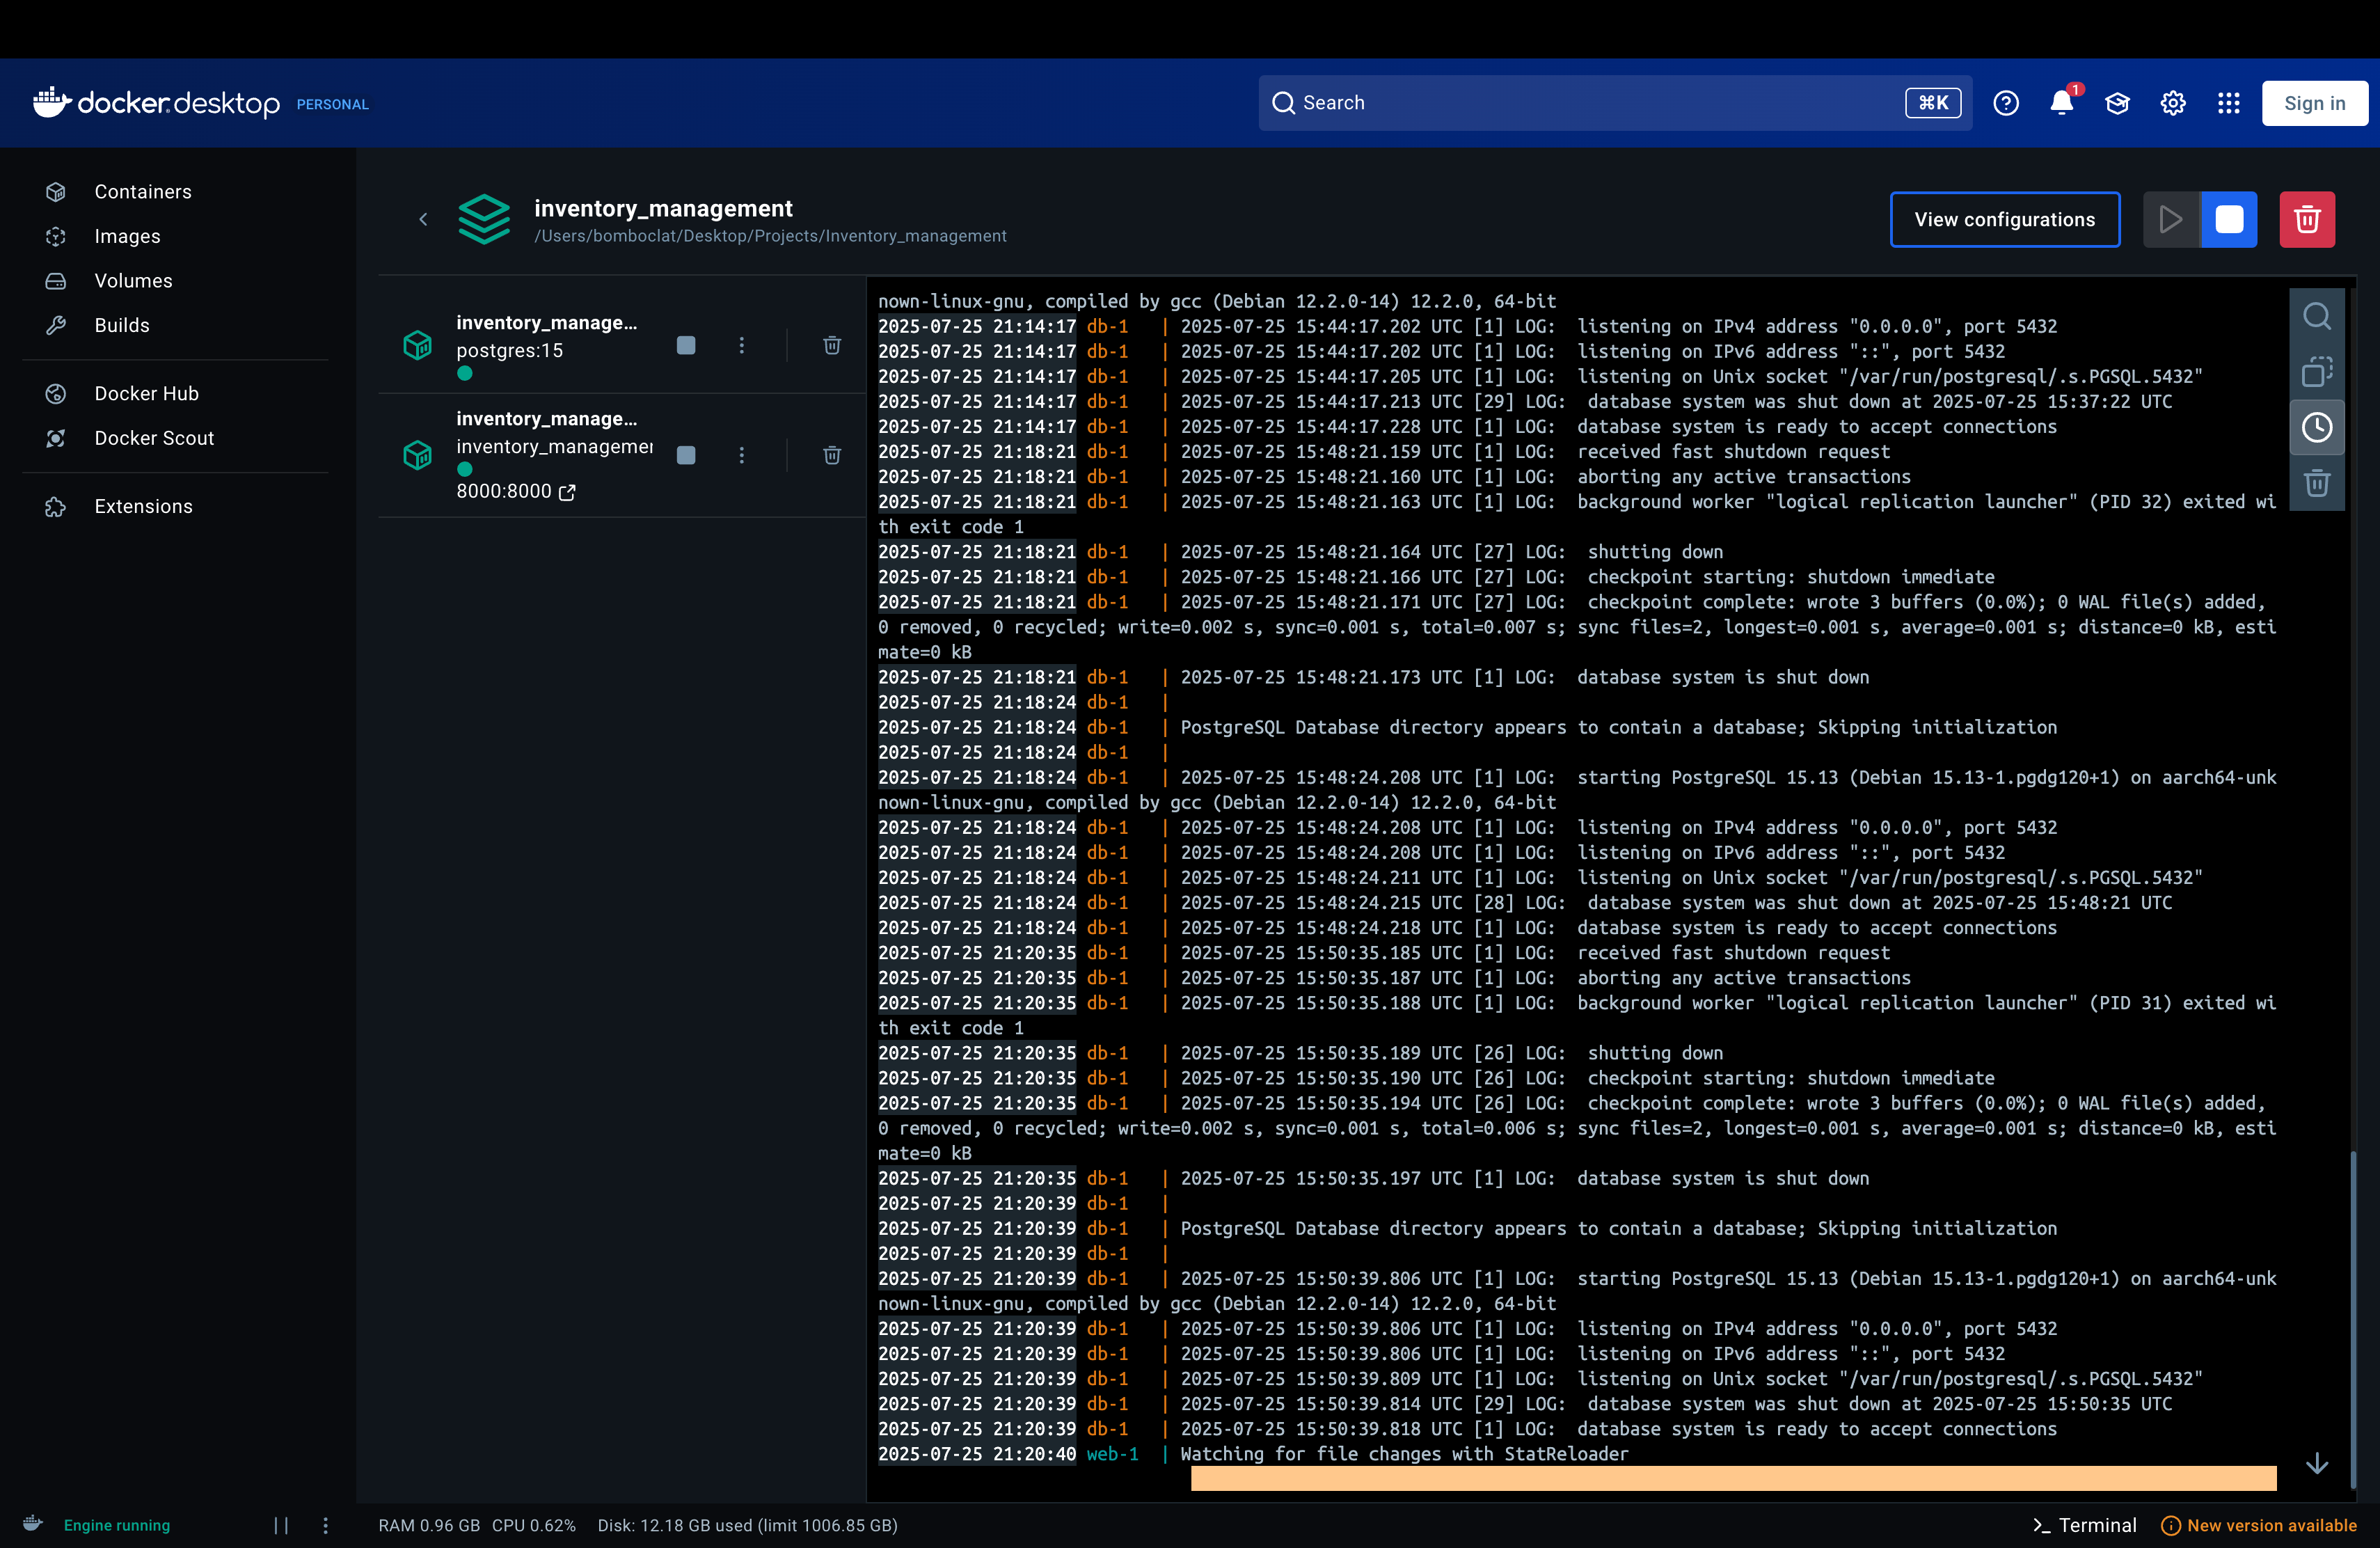 docker.desktop PERSONAL
Search
⌘K
1
Sign in
Containers
Images
Volumes
Builds
Docker Hub
Docker Scout
Extensions
inventory_management
/Users/bomboclat/Desktop/Projects/Inventory_management
View configurations
inventory_manage...
postgres:15
inventory_manage...
inventory_managemer
8000:8000
nown-linux-gnu, compiled by gcc (Debian 12.2.0-14) 12.2.0, 64-bit
2025-07-25 21:14:17 db-1 | 2025-07-25 15:44:17.202 UTC [1] LOG: listening on IPv4 address "0.0.0.0", port 5432
2025-07-25 21:14:17 db-1 | 2025-07-25 15:44:17.202 UTC [1] LOG: listening on IPv6 address "::", port 5432
2025-07-25 21:14:17 db-1 | 2025-07-25 15:44:17.205 UTC [1] LOG: listening on Unix socket "/var/run/postgresql/.s.PGSQL.5432"
2025-07-25 21:14:17 db-1 | 2025-07-25 15:44:17.213 UTC [29] LOG: database system was shut down at 2025-07-25 15:37:22 UTC
2025-07-25 21:14:17 db-1 | 2025-07-25 15:44:17.228 UTC [1] LOG: database system is ready to accept connections
2025-07-25 21:18:21 db-1 | 2025-07-25 15:48:21.159 UTC [1] LOG: received fast shutdown request
2025-07-25 21:18:21 db-1 | 2025-07-25 15:48:21.160 UTC [1] LOG: aborting any active transactions
2025-07-25 21:18:21 db-1 | 2025-07-25 15:48:21.163 UTC [1] LOG: background worker "logical replication launcher" (PID 32) exited wi
th exit code 1
2025-07-25 21:18:21 db-1 | 2025-07-25 15:48:21.164 UTC [27] LOG: shutting down
2025-07-25 21:18:21 db-1 | 2025-07-25 15:48:21.166 UTC [27] LOG: checkpoint starting: shutdown immediate
2025-07-25 21:18:21 db-1 | 2025-07-25 15:48:21.171 UTC [27] LOG: checkpoint complete: wrote 3 buffers (0.0%); 0 WAL file(s) added,
0 removed, 0 recycled; write=0.002 s, sync=0.001 s, total=0.007 s; sync files=2, longest=0.001 s, average=0.001 s; distance=0 kB, esti
mate=0 kB
2025-07-25 21:18:21 db-1 | 2025-07-25 15:48:21.173 UTC [1] LOG: database system is shut down
2025-07-25 21:18:24 db-1 |
2025-07-25 21:18:24 db-1 | PostgreSQL Database directory appears to contain a database; Skipping initialization
2025-07-25 21:18:24 db-1 |
2025-07-25 21:18:24 db-1 | 2025-07-25 15:48:24.208 UTC [1] LOG: starting PostgreSQL 15.13 (Debian 15.13-1.pgdg120+1) on aarch64-unk
nown-linux-gnu, compiled by gcc (Debian 12.2.0-14) 12.2.0, 64-bit
2025-07-25 21:18:24 db-1 | 2025-07-25 15:48:24.208 UTC [1] LOG: listening on IPv4 address "0.0.0.0", port 5432
2025-07-25 21:18:24 db-1 | 2025-07-25 15:48:24.208 UTC [1] LOG: listening on IPv6 address "::", port 5432
2025-07-25 21:18:24 db-1 | 2025-07-25 15:48:24.211 UTC [1] LOG: listening on Unix socket "/var/run/postgresql/.s.PGSQL.5432"
2025-07-25 21:18:24 db-1 | 2025-07-25 15:48:24.215 UTC [28] LOG: database system was shut down at 2025-07-25 15:48:21 UTC
2025-07-25 21:18:24 db-1 | 2025-07-25 15:48:24.218 UTC [1] LOG: database system is ready to accept connections
2025-07-25 21:20:35 db-1 | 2025-07-25 15:50:35.185 UTC [1] LOG: received fast shutdown request
2025-07-25 21:20:35 db-1 | 2025-07-25 15:50:35.187 UTC [1] LOG: aborting any active transactions
2025-07-25 21:20:35 db-1 | 2025-07-25 15:50:35.188 UTC [1] LOG: background worker "logical replication launcher" (PID 31) exited wi
th exit code 1
2025-07-25 21:20:35 db-1 | 2025-07-25 15:50:35.189 UTC [26] LOG: shutting down
2025-07-25 21:20:35 db-1 | 2025-07-25 15:50:35.190 UTC [26] LOG: checkpoint starting: shutdown immediate
2025-07-25 21:20:35 db-1 | 2025-07-25 15:50:35.194 UTC [26] LOG: checkpoint complete: wrote 3 buffers (0.0%); 0 WAL file(s) added,
0 removed, 0 recycled; write=0.002 s, sync=0.001 s, total=0.006 s; sync files=2, longest=0.001 s, average=0.001 s; distance=0 kB, esti
mate=0 kB
2025-07-25 21:20:35 db-1 | 2025-07-25 15:50:35.197 UTC [1] LOG: database system is shut down
2025-07-25 21:20:39 db-1 |
2025-07-25 21:20:39 db-1 | PostgreSQL Database directory appears to contain a database; Skipping initialization
2025-07-25 21:20:39 db-1 |
2025-07-25 21:20:39 db-1 | 2025-07-25 15:50:39.806 UTC [1] LOG: starting PostgreSQL 15.13 (Debian 15.13-1.pgdg120+1) on aarch64-unk
nown-linux-gnu, compiled by gcc (Debian 12.2.0-14) 12.2.0, 64-bit
2025-07-25 21:20:39 db-1 | 2025-07-25 15:50:39.806 UTC [1] LOG: listening on IPv4 address "0.0.0.0", port 5432
2025-07-25 21:20:39 db-1 | 2025-07-25 15:50:39.806 UTC [1] LOG: listening on IPv6 address "::", port 5432
2025-07-25 21:20:39 db-1 | 2025-07-25 15:50:39.809 UTC [1] LOG: listening on Unix socket "/var/run/postgresql/.s.PGSQL.5432"
2025-07-25 21:20:39 db-1 | 2025-07-25 15:50:39.814 UTC [29] LOG: database system was shut down at 2025-07-25 15:50:35 UTC
2025-07-25 21:20:39 db-1 | 2025-07-25 15:50:39.818 UTC [1] LOG: database system is ready to accept connections
2025-07-25 21:20:40 web-1 | Watching for file changes with StatReloader
Engine running
RAM 0.96 GB CPU 0.62% Disk: 12.18 GB used (limit 1006.85 GB)
>_ Terminal
New version available